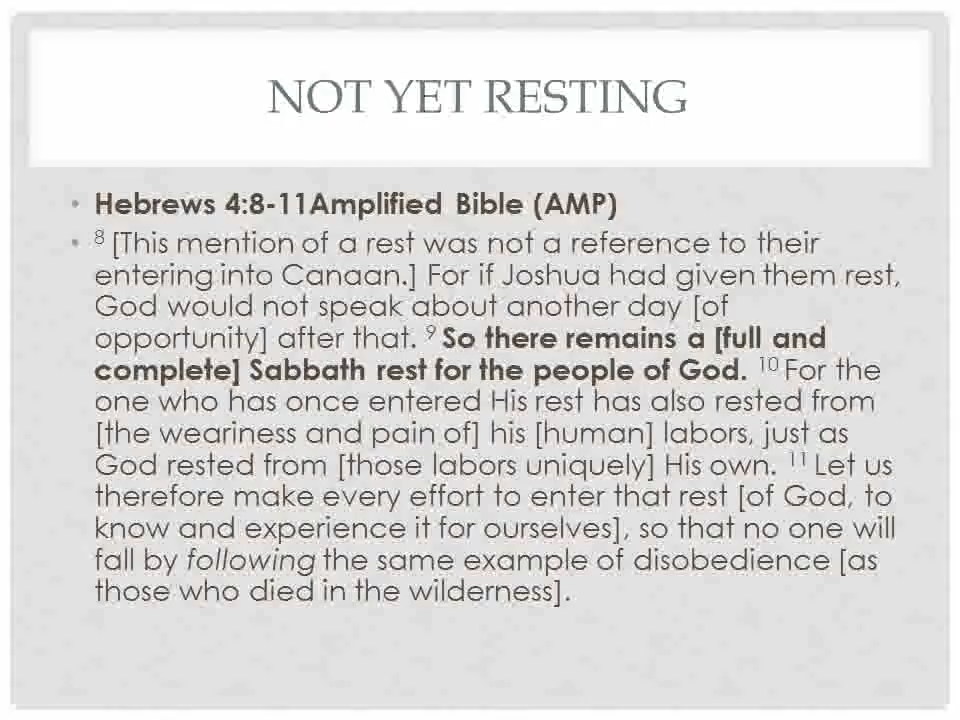 NOT YET RESTING
• Hebrews 4:8-11Amplified Bible (AMP)
• 8 [This mention of a rest was not a reference to their
entering into Canaan.] For if Joshua had given them rest,
God would not speak about another day [of
opportunity] after that. 9 So there remains a [full and
complete] Sabbath rest for the people of God. 10 For the
one who has once entered His rest has also rested from
[the weariness and pain of] his [human] labors, just as
God rested from [those labors uniquely] His own. 11 Let us
therefore make every effort to enter that rest [of God, to
know and experience it for ourselves], so that no one will
fall by following the same example of disobedience [as
those who died in the wilderness].